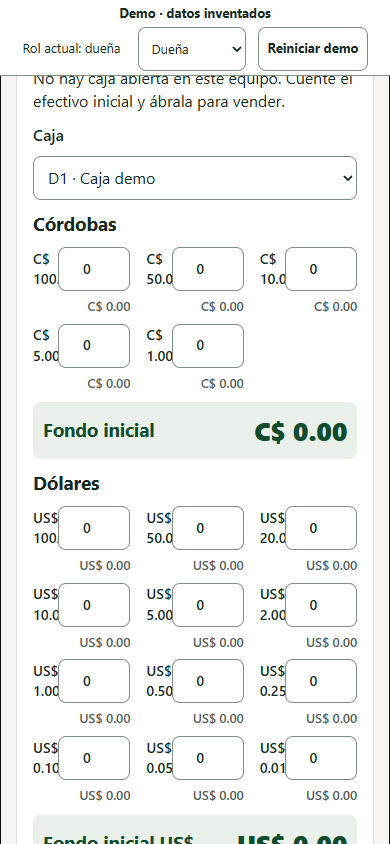 Demo · datos inventados
Rol actual: dueña
Dueña
Reiniciar demo
No hay caja abierta en este equipo. Cuente el
efectivo inicial y ábrala para vender.
Caja
D1 · Caja demo
Córdobas
C$ 100. 0 C$ 50.0 0 C$ 10.0 0
C$ 0.00 C$ 0.00 C$ 0.00
C$ 5.00 0 C$ 1.00 0
C$ 0.00 C$ 0.00
Fondo inicial C$ 0.00
Dólares
US$ 100. 0 US$ 50.0 0 US$ 20.0 0
US$ 0.00 US$ 0.00 US$ 0.00
US$ 10.0 0 US$ 5.00 0 US$ 2.00 0
US$ 0.00 US$ 0.00 US$ 0.00
US$ 1.00 0 US$ 0.50 0 US$ 0.25 0
US$ 0.00 US$ 0.00 US$ 0.00
US$ 0.10 0 US$ 0.05 0 US$ 0.01 0
US$ 0.00 US$ 0.00 US$ 0.00
Fondo inicial US$ US$ 0.00